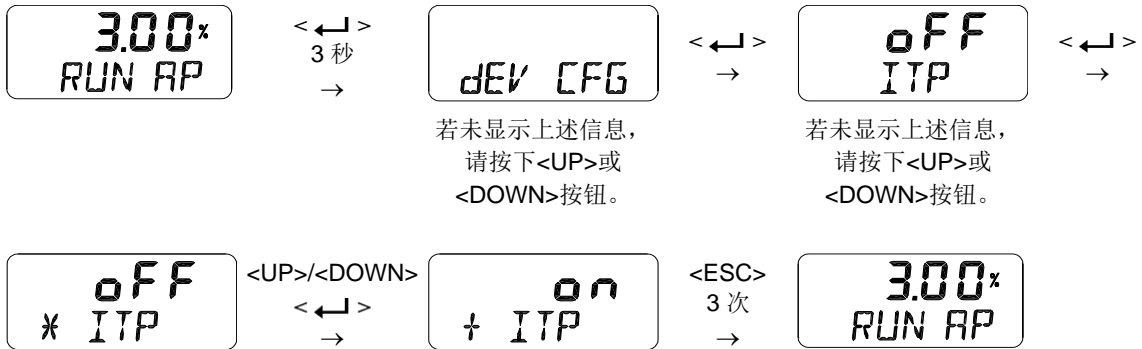 3.00%
RUN AP
< ↵ >
3 秒
→
dEV CFG
若未显示上述信息，
请按下<UP>或
<DOWN>按钮。
< ↵ >
→
oFF
ITP
若未显示上述信息，
请按下<UP>或
<DOWN>按钮。
< ↵ >
→
oFF
* ITP
<UP>/<DOWN>
< ↵ >
→
on
+ ITP
<ESC>
3 次
→
3.00%
RUN AP